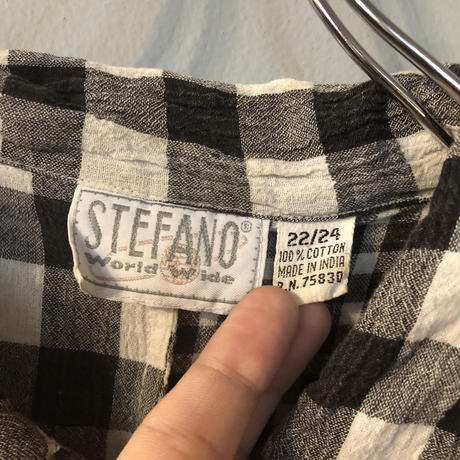 STEFANO®
World Wide
22/24
100% COTTON
MADE IN INDIA
R.N. 75830